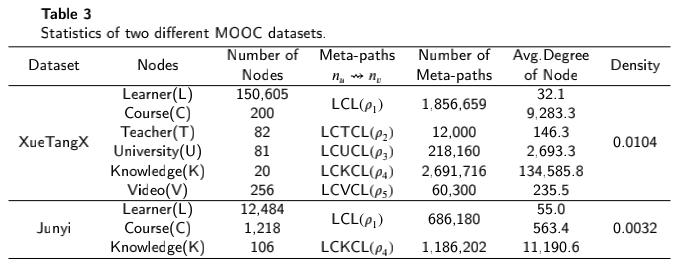 Table 3
Statistics of two different MOOC datasets.
Dataset Nodes Number of Nodes Meta-paths nᵤ ⇝ nᵥ Number of Meta-paths Avg.Degree of Node Density
Learner(L) 150,605 LCL(ρ₁) 1,856,659 32.1
Course(C) 200 9,283.3
XueTangX Teacher(T) 82 LCTCL(ρ₂) 12,000 146.3 0.0104
University(U) 81 LCUCL(ρ₃) 218,160 2,693.3
Knowledge(K) 20 LCKCL(ρ₄) 2,691,716 134,585.8
Video(V) 256 LCVCL(ρ₅) 60,300 235.5
Learner(L) 12,484 LCL(ρ₁) 686,180 55.0
Junyi Course(C) 1,218 563.4 0.0032
Knowledge(K) 106 LCKCL(ρ₄) 1,186,202 11,190.6